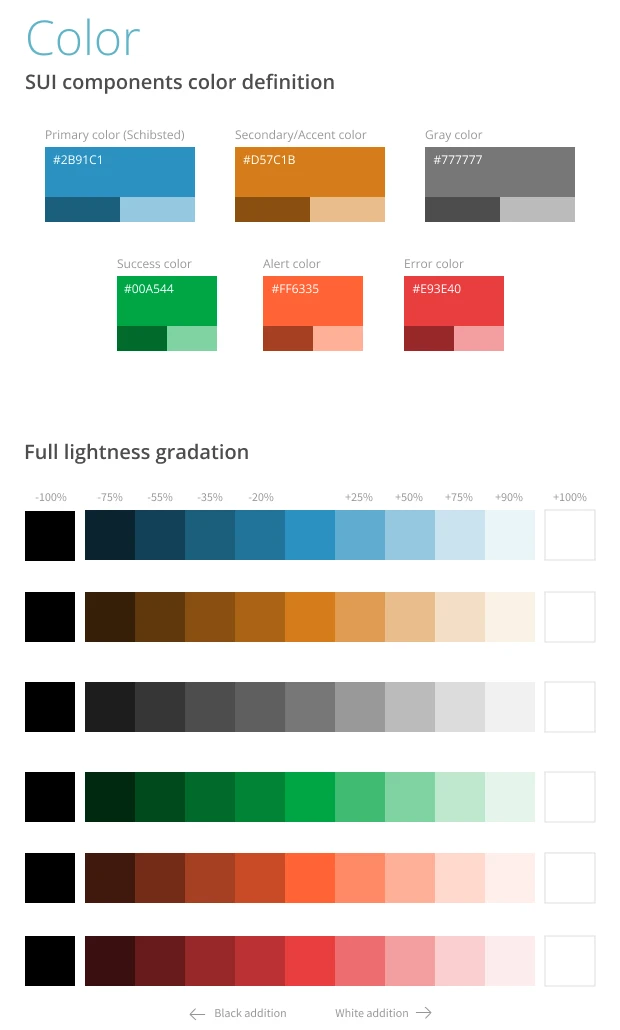 Color
SUI components color definition
Primary color (Schibsted) Secondary/Accent color Gray color
#2B91C1 #D57C1B #777777
Success color Alert color Error color
#00A544 #FF6335 #E93E40
Full lightness gradation
-100% -75% -55% -35% -20% +25% +50% +75% +90% +100%
Black addition White addition